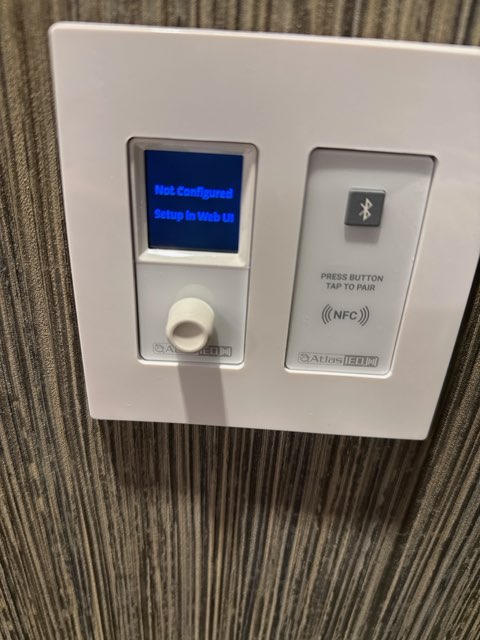 Not Configured
Setup in Web UI
AtlasIED
PRESS BUTTON
TAP TO PAIR
NFC
AtlasIED